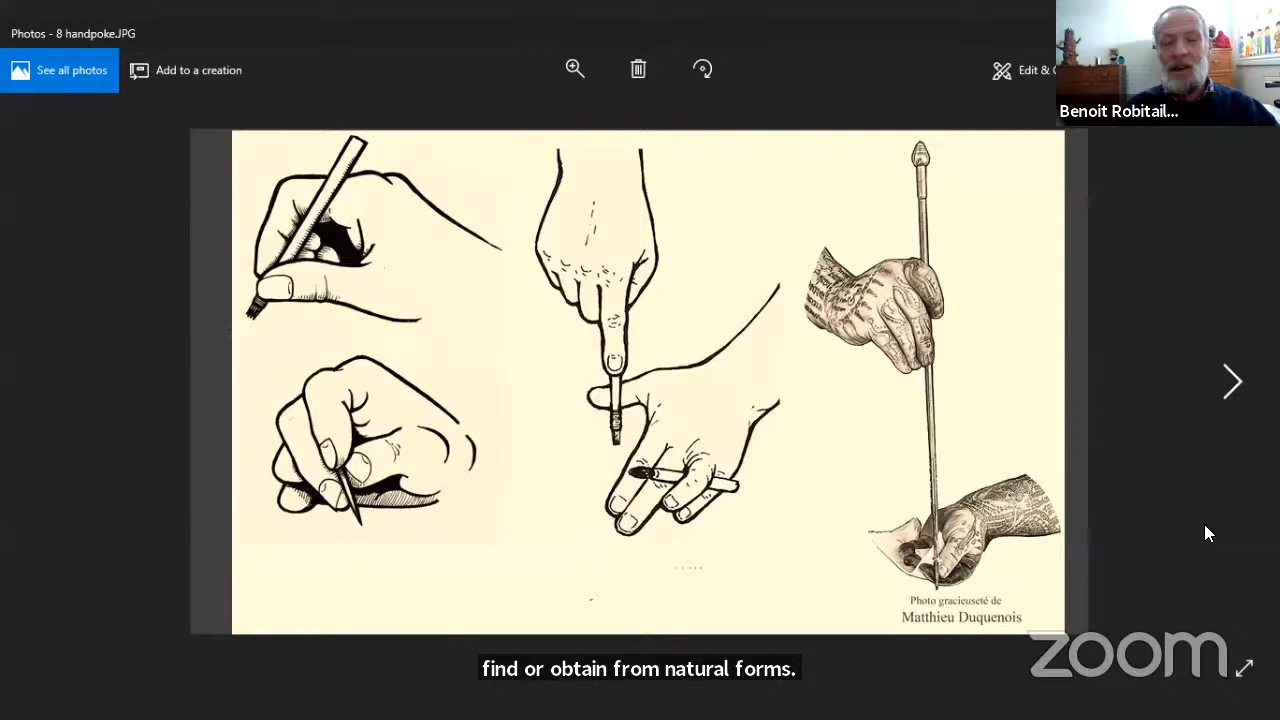 Photos - 8 handpoke.JPG
See all photos
Add to a creation
Edit & C
Benoit Robitail...
Photo gracieuseté de
Matthieu Duquenois
zoom
find or obtain from natural forms.